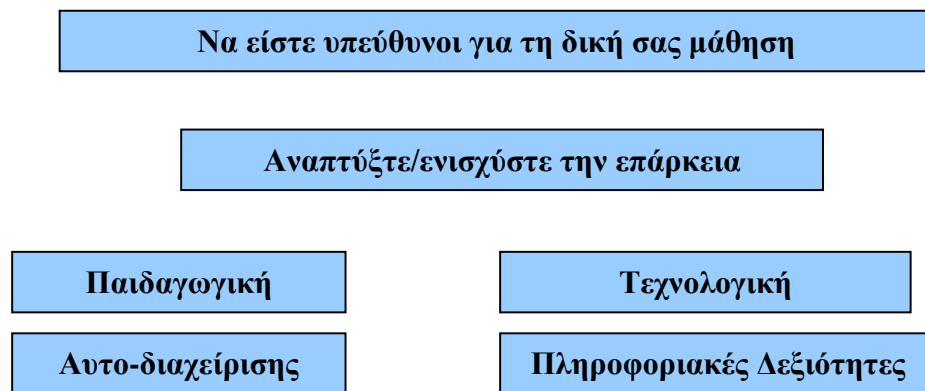 Να είστε υπεύθυνοι για τη δική σας μάθηση
Αναπτύξτε/ενισχύστε την επάρκεια
Παιδαγωγική
Τεχνολογική
Αυτο-διαχείρισης
Πληροφοριακές Δεξιότητες